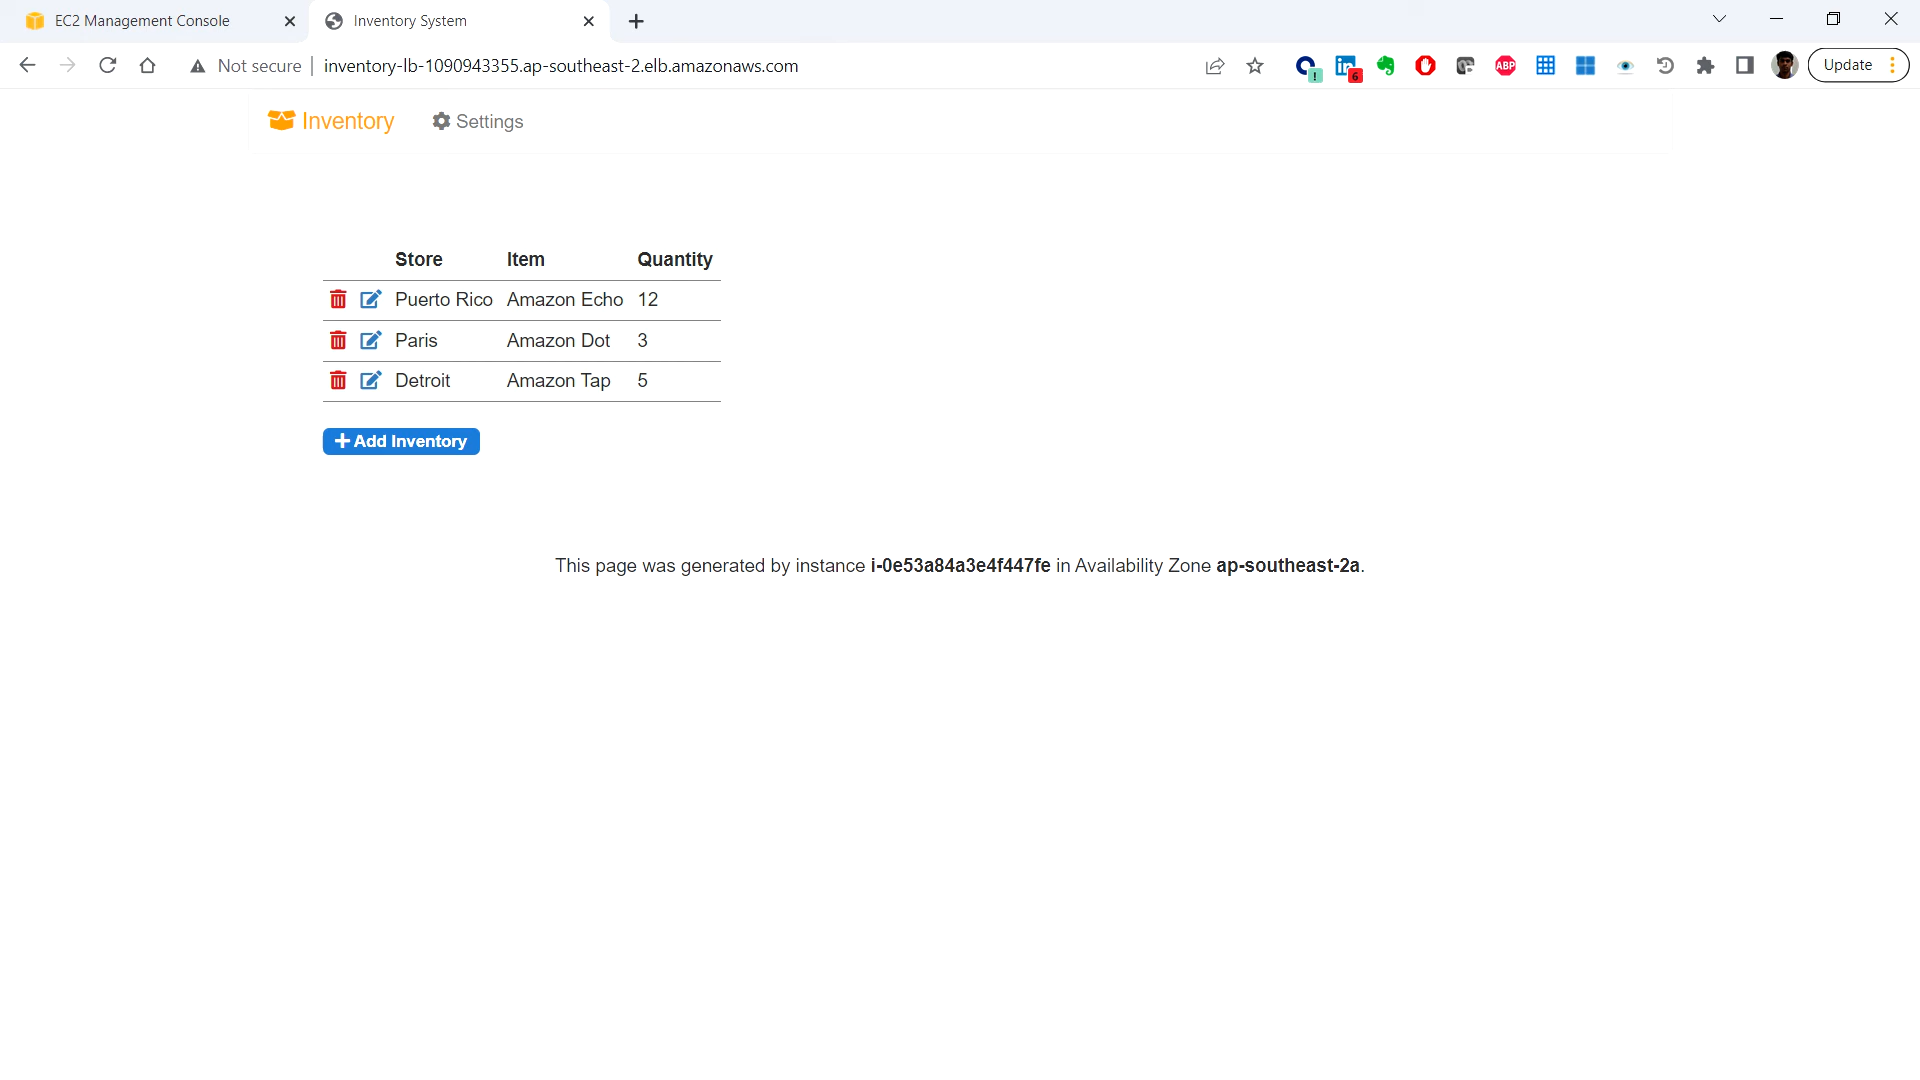 EC2 Management Console
Inventory System
Not secure
inventory-lb-1090943355.ap-southeast-2.elb.amazonaws.com
!
6
ABP
Update
Inventory
Settings
Store Item Quantity
Puerto Rico Amazon Echo 12
Paris Amazon Dot 3
Detroit Amazon Tap 5
Add Inventory
This page was generated by instance i-0e53a84a3e4f447fe in Availability Zone ap-southeast-2a.